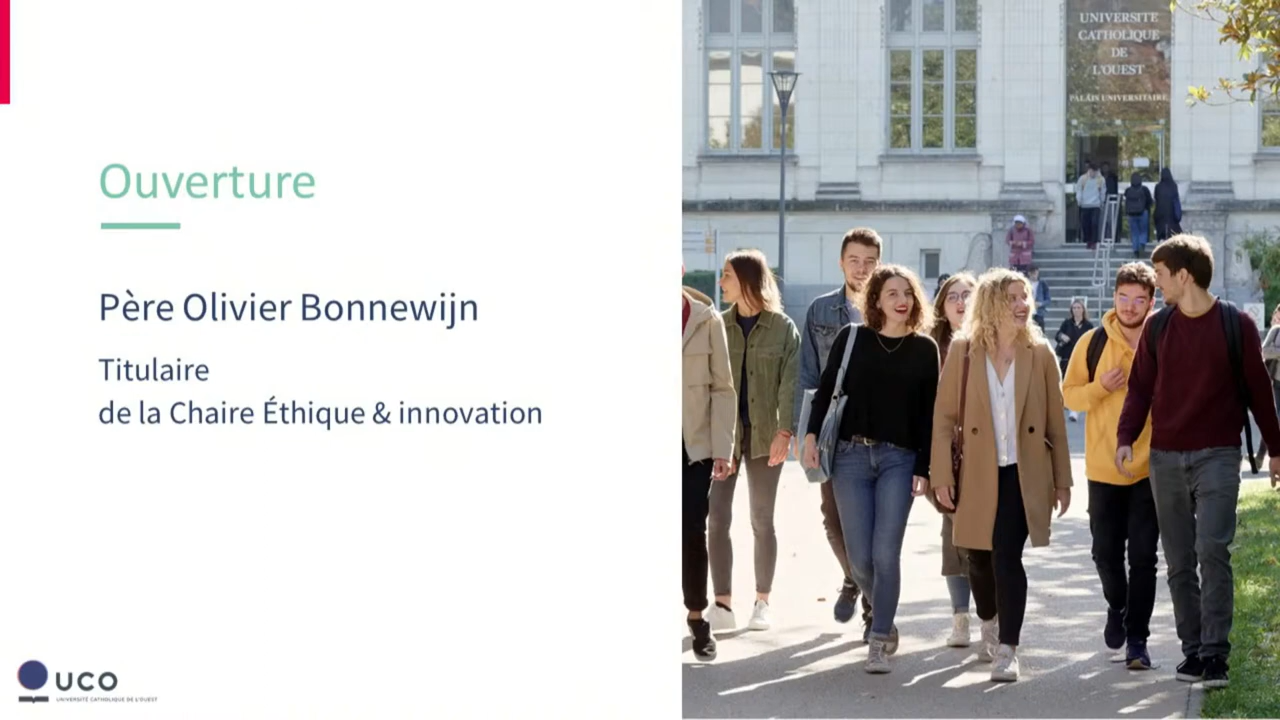 Ouverture
Père Olivier Bonnewijn
Titulaire
de la Chaire Éthique & innovation
UCO
UNIVERSITÉ CATHOLIQUE DE L'OUEST
UNIVERSITE
CATHOLIQUE
DE
L'OUEST
PALAIS UNIVERSITAIRE